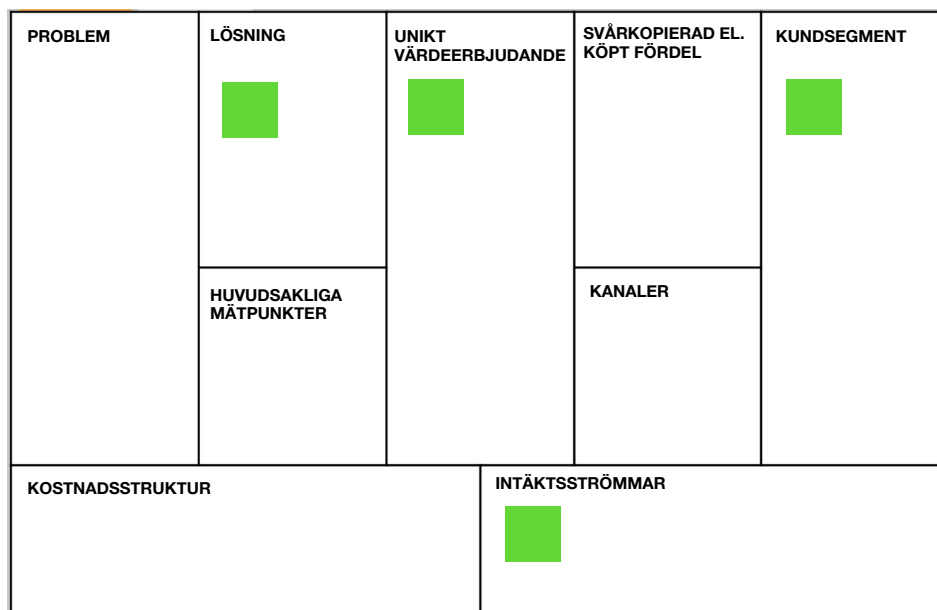 PROBLEM
LÖSNING
UNIKT
VÄRDEERBJUDANDE
SVÅRKOPIERAD EL.
KÖPT FÖRDEL
KUNDSEGMENT
HUVUDSAKLIGA
MÄTPUNKTER
KANALER
KOSTNADSSTRUKTUR
INTÄKTSSTRÖMMAR